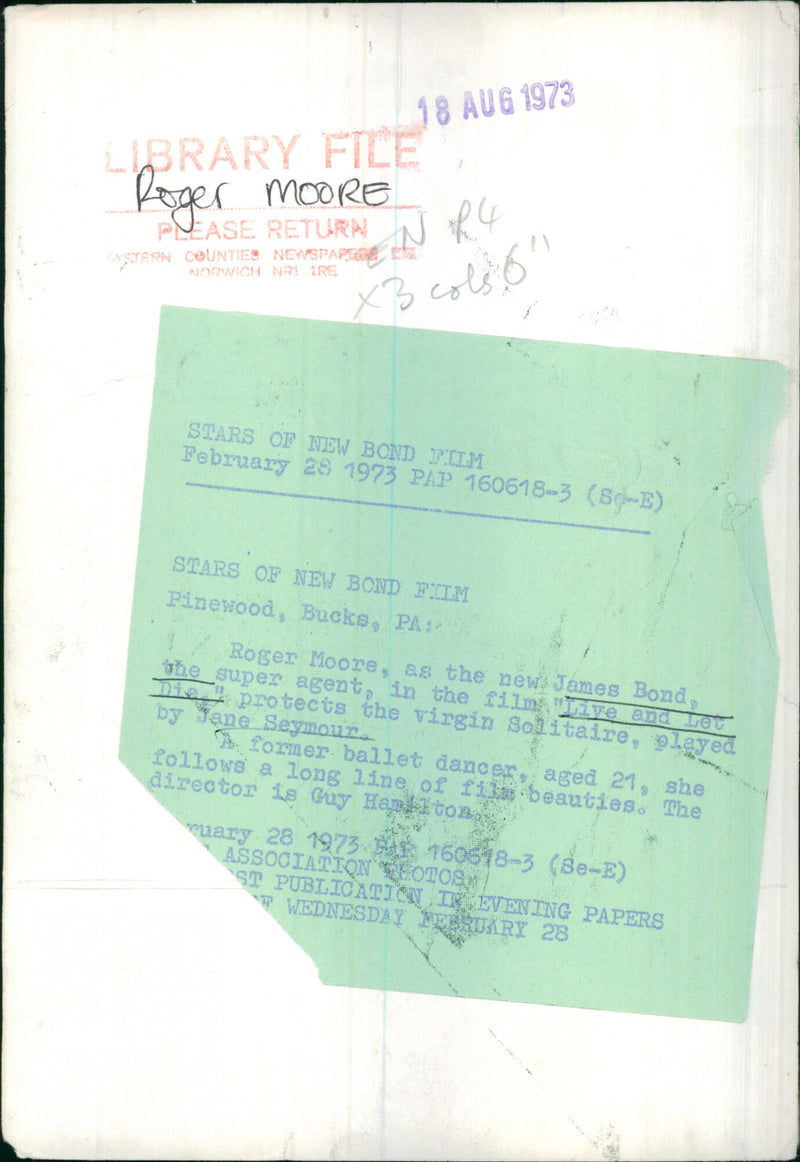 18 AUG 1973
LIBRARY FILE
Roger MOORE
PLEASE RETURN
EASTERN COUNTIES NEWSPAPERS LTD
NORWICH NR1 1RE
EN P4
x3 cols 6"
STARS OF NEW BOND FILM
February 28 1973 PAP 160618-3 (Se-E)
STARS OF NEW BOND FILM
Pinewood, Bucks, PA:
Roger Moore, as the new James Bond,
the super agent, in the film "Live and Let
Die," protects the virgin Solitaire, played
by Jane Seymour.
A former ballet dancer, aged 21, she
follows a long line of film beauties. The
director is Guy Hamilton.
ruary 28 1973 PAP 160618-3 (Se-E)
ASSOCIATION PHOTOS
ST PUBLICATION IN EVENING PAPERS
F WEDNESDAY FEBRUARY 28